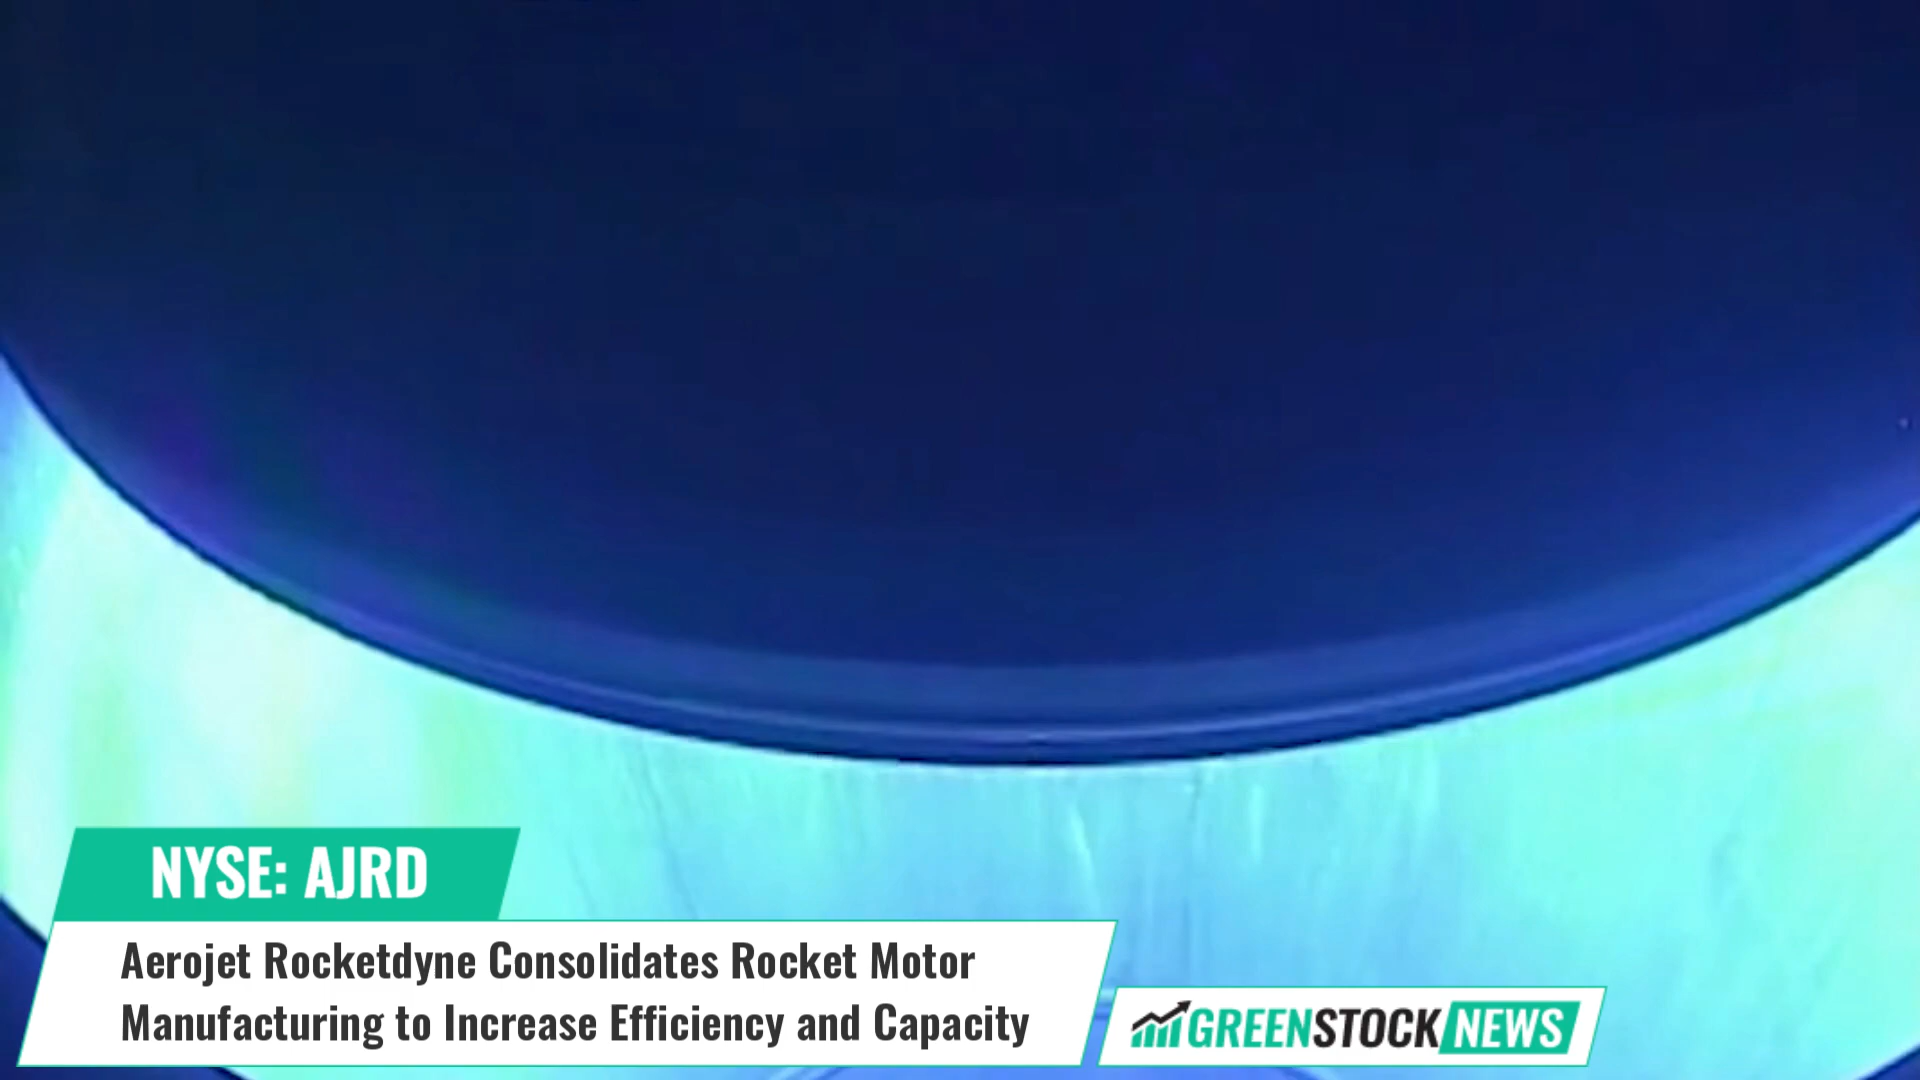 NYSE: AJRD
Aerojet Rocketdyne Consolidates Rocket Motor
Manufacturing to Increase Efficiency and Capacity
GREENSTOCK NEWS